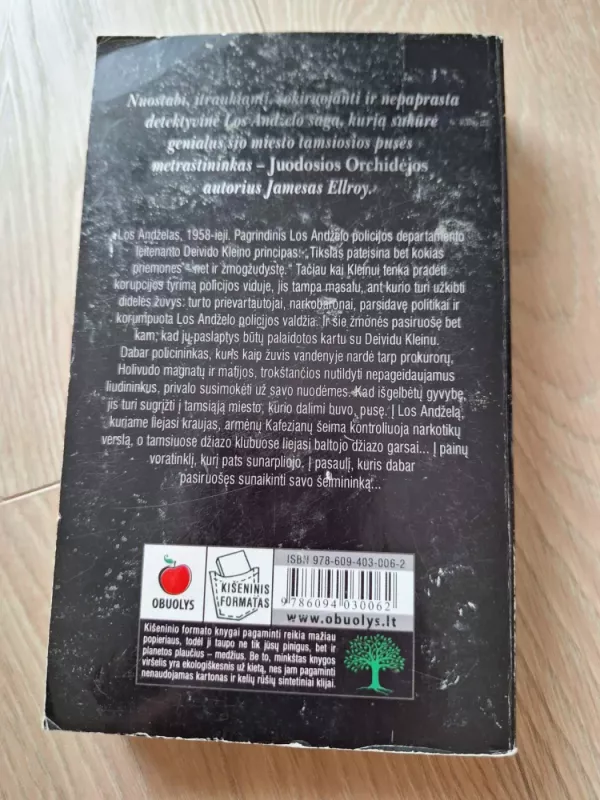 Nuostabi, įtraukianti, šokiruojanti ir nepaprasta
detektyvinė Los Andželo saga, kurią sukūrė
genialus šio miesto tamsiosios pusės
metraštininkas – Juodosios Orchidėjos
autorius Jamesas Ellroy.
Los Andželas, 1958-ieji. Pagrindinis Los Andželo policijos departamento
leitenanto Deivido Kleino principas: „Tikslas pateisina bet kokias
priemones – net ir žmogžudystę.“ Tačiau kai Kleinui tenka pradėti
korupcijos tyrimą policijos viduje, jis tampa masalu, ant kurio užkibti
turi didelės žuvys: turto prievartautojai, narkobaronai, parsidavę politikai ir
korumpuota Los Andželo policijos valdžia. Ir šie žmonės pasiruošę bet
kam, kad jų paslaptys būtų palaidotos kartu su Deividu Kleinu.
Dabar policininkas, kuris kaip žuvis vandenyje nardė tarp prokurorų,
Holivudo magnatų ir mafijos, trokštančios nutildyti nepageidaujamus
liudininkus, privalo susimokėti už savo nuodėmes. Kad išgelbėtų gyvybę,
jis turi sugrįžti į tamsiąją miesto, kurio dalimi buvo, pusę. Į Los Andželą,
kuriame liejasi kraujas, armėnų Kafezianų šeima kontroliuoja narkotikų
verslą, o tamsiuose džiazo klubuose liejasi baltojo džiazo garsai... Į painų
voratinklį, kurį pats sunarpliojo. Į pasaulį, kuris dabar
pasiruošęs sunaikinti savo šeimininką...
OBUOLYS
KIŠENINIS
FORMATAS
ISBN 978-609-403-006-2
9 786094 030062
www.obuolys.lt
Kišeninio formato knygai pagaminti reikia mažiau
popieriaus, todėl ji taupo ne tik jūsų pinigus, bet ir
planetos plaučius – medžius. Be to, minkštas knygos
viršelis yra ekologiškesnis už kietą, nes jam pagaminti
nenaudojamas kartonas ir kelių rūšių sintetiniai klijai.